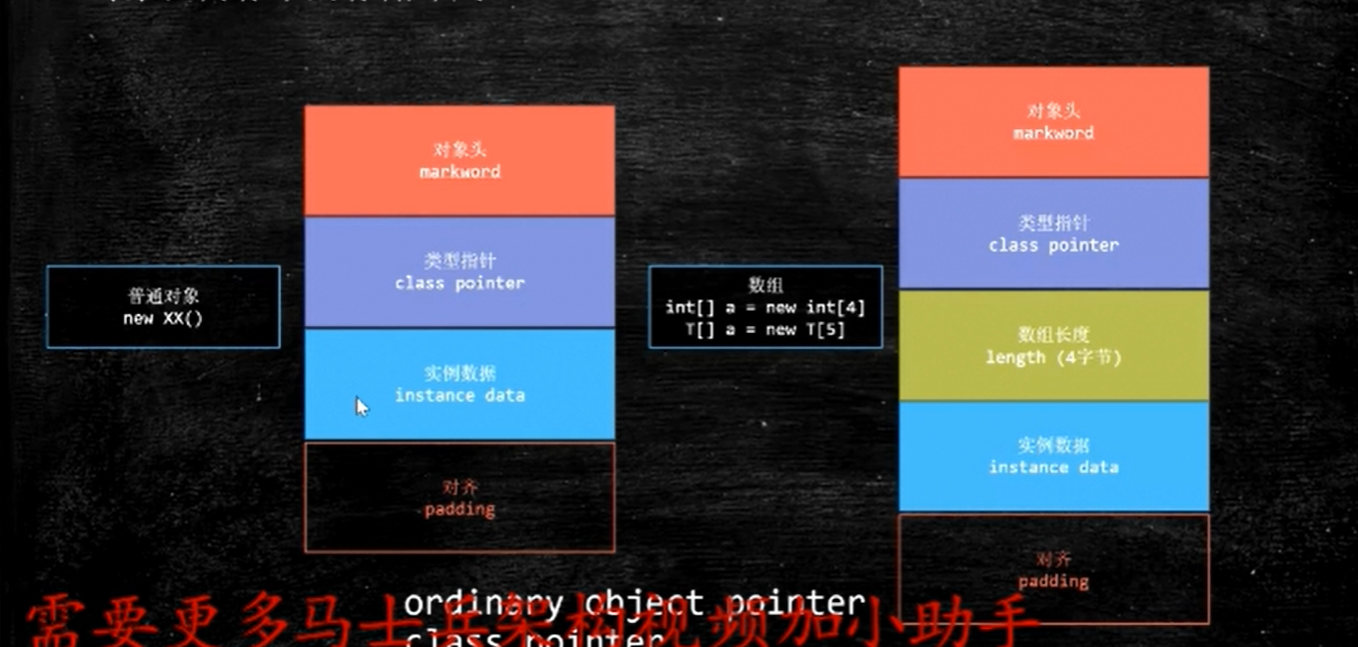 普通对象
new XX()
对象头
markword
类型指针
class pointer
实例数据
instance data
对齐
padding
数组
int[] a = new int[4]
T[] a = new T[5]
对象头
markword
类型指针
class pointer
数组长度
length (4字节)
实例数据
instance data
对齐
padding
ordinary object pointer
class pointer
需要更多马士兵架构视频加小助手